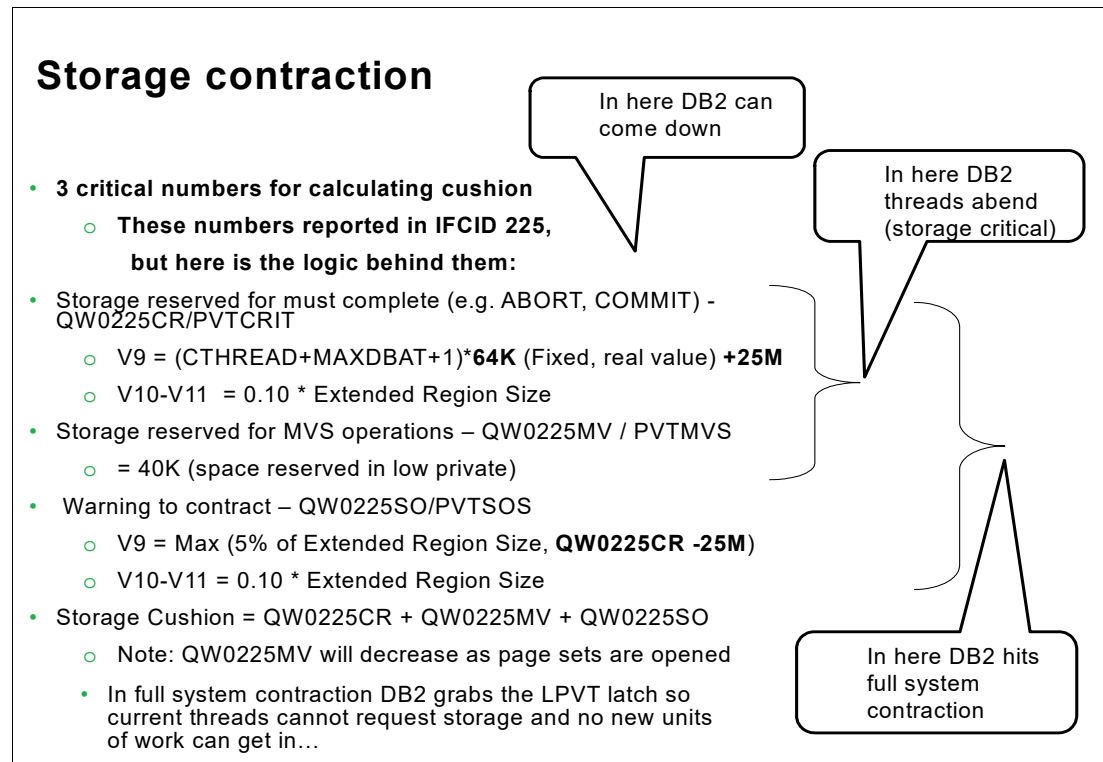 Storage contraction
In here DB2 can
come down
In here DB2
threads abend
(storage critical)
• 3 critical numbers for calculating cushion
o These numbers reported in IFCID 225,
but here is the logic behind them:
• Storage reserved for must complete (e.g. ABORT, COMMIT) -
QW0225CR/PVTCRIT
o V9 = (CTHREAD+MAXDBAT+1)*64K (Fixed, real value) +25M
o V10-V11 = 0.10 * Extended Region Size
• Storage reserved for MVS operations – QW0225MV / PVTMVS
o = 40K (space reserved in low private)
• Warning to contract – QW0225SO/PVTSOS
o V9 = Max (5% of Extended Region Size, QW0225CR -25M)
o V10-V11 = 0.10 * Extended Region Size
• Storage Cushion = QW0225CR + QW0225MV + QW0225SO
o Note: QW0225MV will decrease as page sets are opened
• In full system contraction DB2 grabs the LPVT latch so
current threads cannot request storage and no new units
of work can get in…
In here DB2 hits
full system
contraction